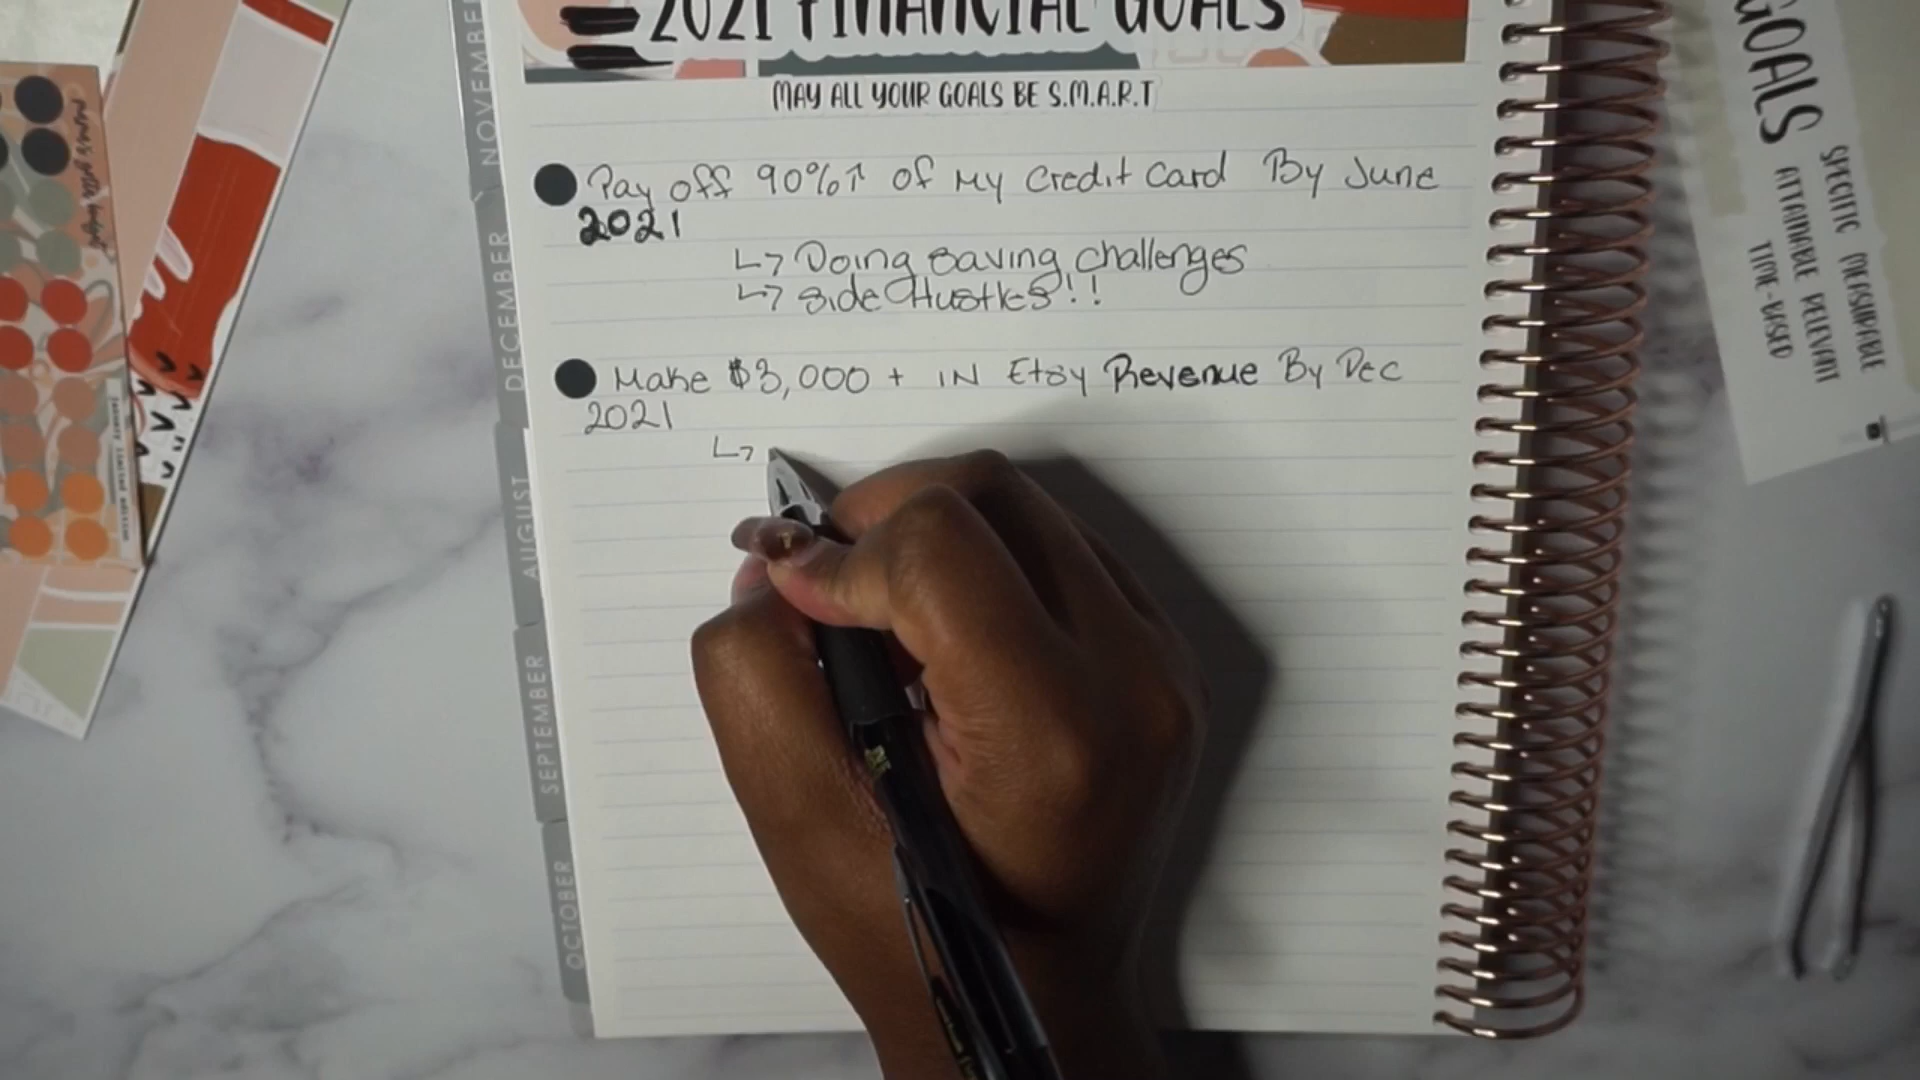 2021 FINANCIAL GOALS
MAY ALL YOUR GOALS BE S.M.A.R.T
Pay off 90%↑ of My Credit Card By June
2021
↳ Doing saving challenges
↳ side Hustles!!
Make $3,000 + IN Etsy Revenue By Dec
2021
↳
NOVEMBER
DECEMBER
AUGUST
SEPTEMBER
OCTOBER
GOALS
SPECIFIC MEASURABLE
ATTAINABLE RELEVANT
TIME-BASED